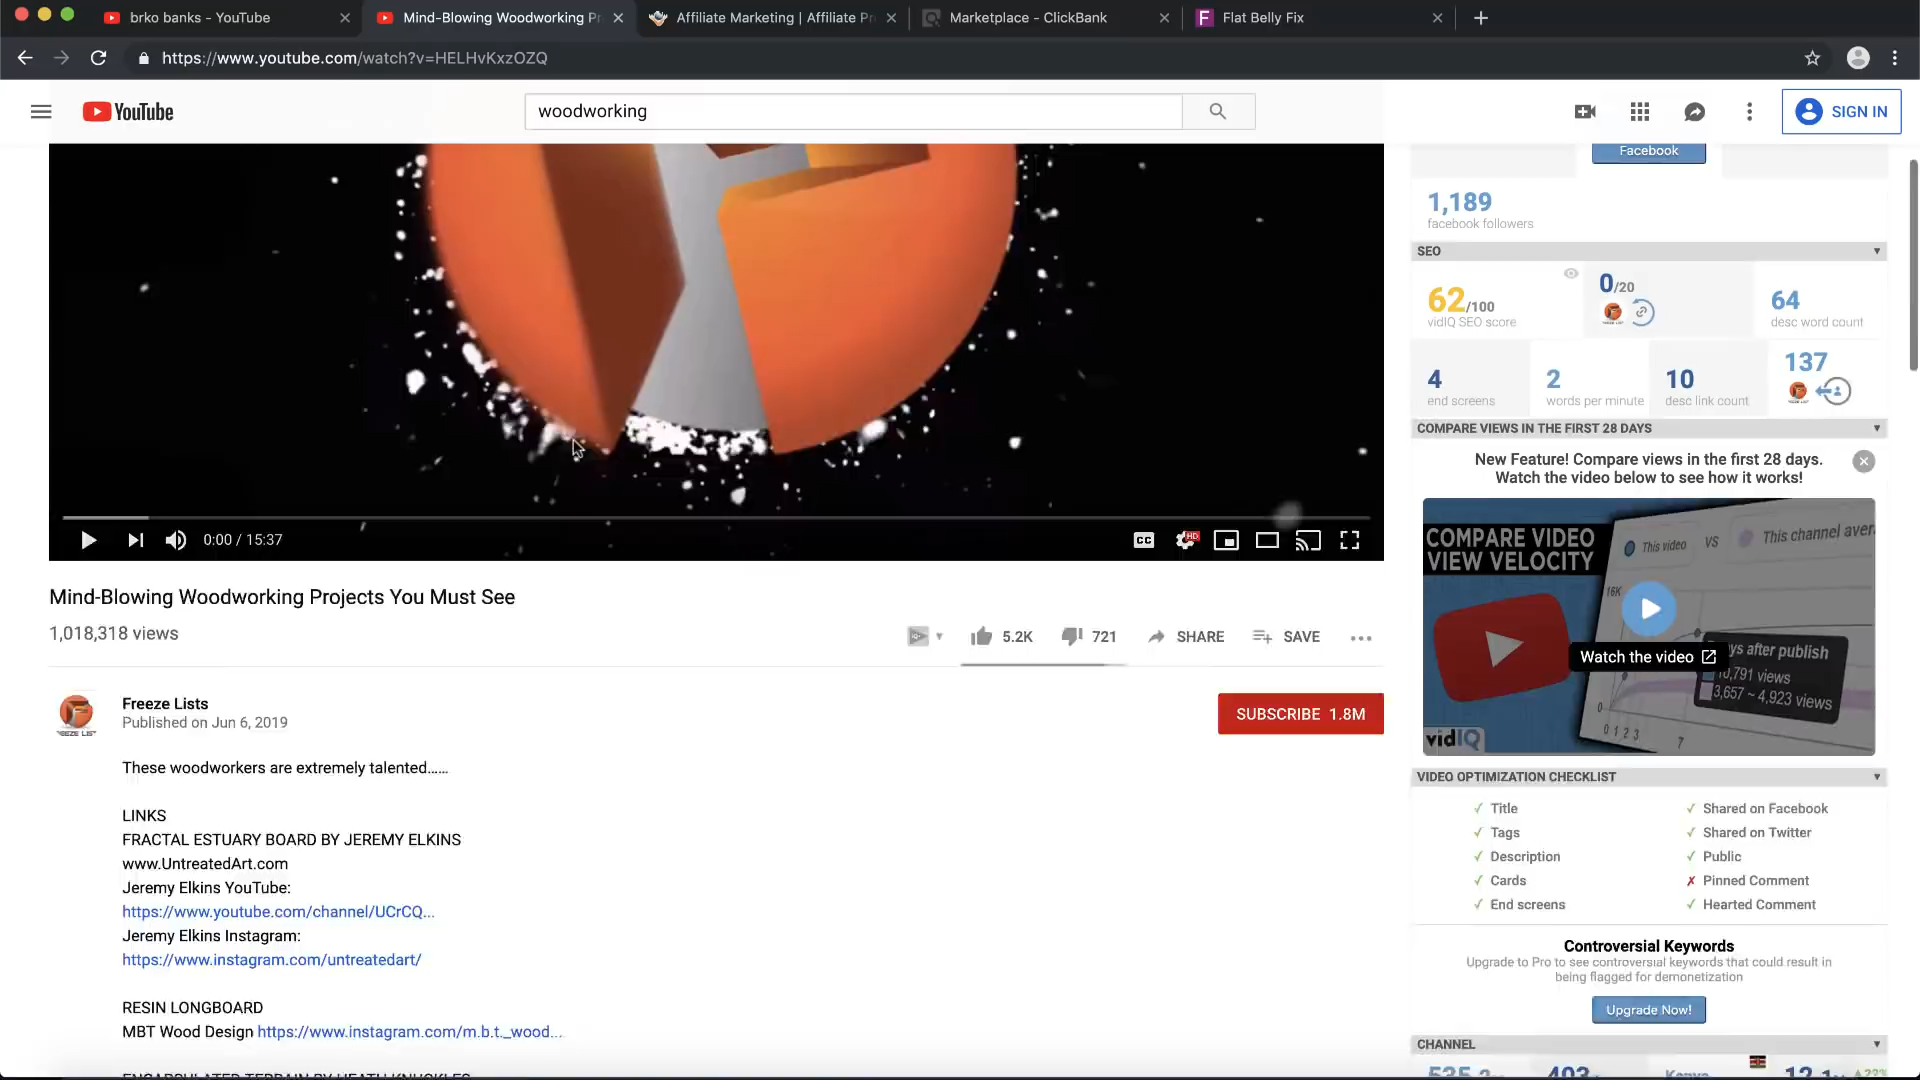 brko banks - YouTube
Mind-Blowing Woodworking Pr
Affiliate Marketing | Affiliate Pr
Marketplace - ClickBank
Flat Belly Fix
https://www.youtube.com/watch?v=HELHvKxzOZQ
YouTube
woodworking
SIGN IN
Facebook
1,189
facebook followers
SEO
62/100
vidIQ SEO score
0/20
64
desc word count
4
end screens
2
words per minute
10
desc link count
137
COMPARE VIEWS IN THE FIRST 28 DAYS
New Feature! Compare views in the first 28 days.
Watch the video below to see how it works!
COMPARE VIDEO
VIEW VELOCITY
This video
VS
This channel aver
16K
Watch the video
ys after publish
10,791 views
3,657 ~ 4,923 views
0
0 1 2 3
7
vidIQ
CC
HD
0:00 / 15:37
Mind-Blowing Woodworking Projects You Must See
1,018,318 views
5.2K
721
SHARE
SAVE
Freeze Lists
Published on Jun 6, 2019
SUBSCRIBE 1.8M
These woodworkers are extremely talented......
LINKS
FRACTAL ESTUARY BOARD BY JEREMY ELKINS
www.UntreatedArt.com
Jeremy Elkins YouTube:
https://www.youtube.com/channel/UCrCQ...
Jeremy Elkins Instagram:
https://www.instagram.com/untreatedart/
RESIN LONGBOARD
MBT Wood Design https://www.instagram.com/m.b.t._wood...
VIDEO OPTIMIZATION CHECKLIST
✓ Title
✓ Shared on Facebook
✓ Tags
✓ Shared on Twitter
✓ Description
✓ Public
✓ Cards
✗ Pinned Comment
✓ End screens
✓ Hearted Comment
Controversial Keywords
Upgrade to Pro to see controversial keywords that could result in
being flagged for demonetization
Upgrade Now!
CHANNEL